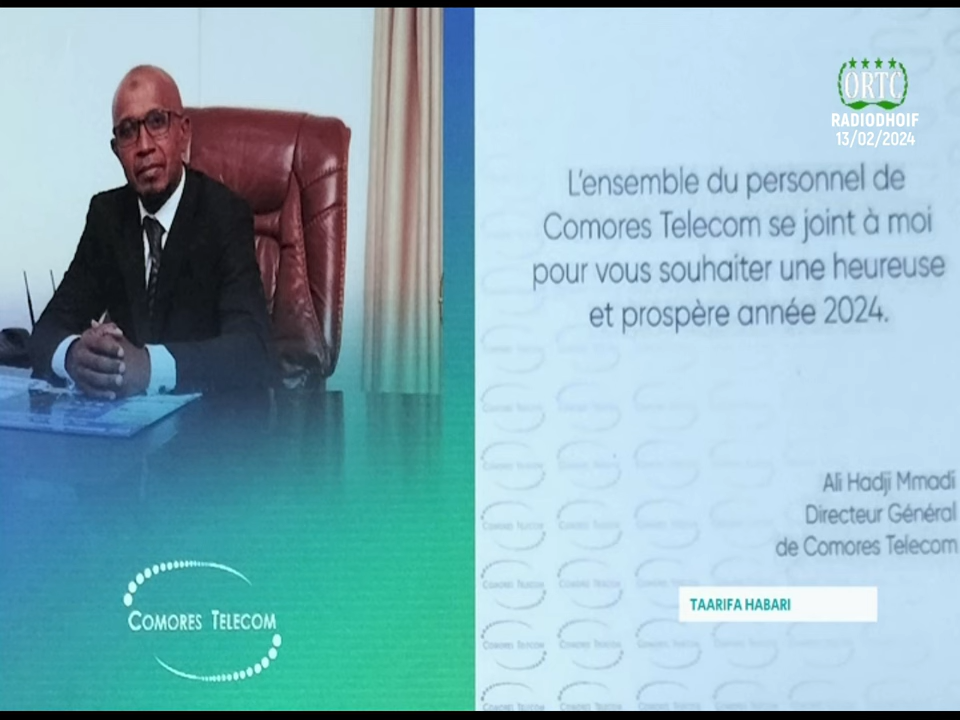 ORTC
RADIODHOIF
13/02/2024
L'ensemble du personnel de
Comores Telecom se joint à moi
pour vous souhaiter une heureuse
et prospère année 2024.
Ali Hadji Mmadi
Directeur Général
de Comores Telecom
TAARIFA HABARI
COMORES TELECOM